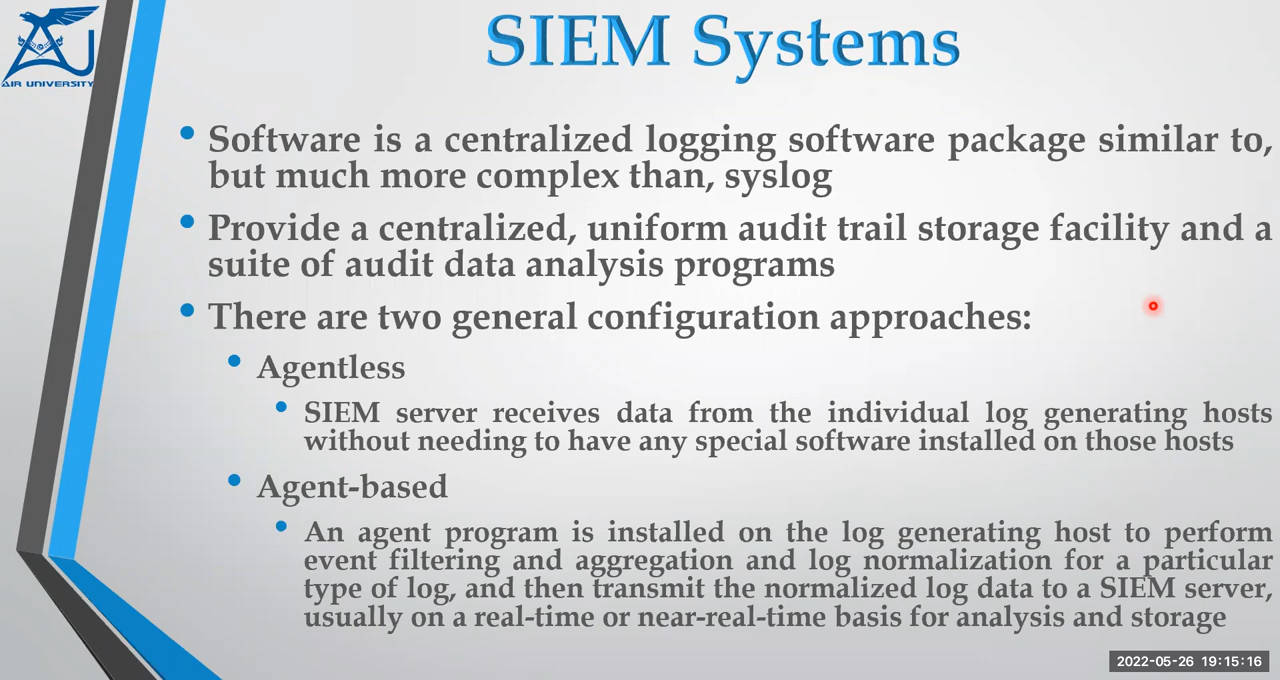 AIR UNIVERSITY
SIEM Systems
• Software is a centralized logging software package similar to,
but much more complex than, syslog
• Provide a centralized, uniform audit trail storage facility and a
suite of audit data analysis programs
• There are two general configuration approaches:
• Agentless
• SIEM server receives data from the individual log generating hosts
without needing to have any special software installed on those hosts
• Agent-based
• An agent program is installed on the log generating host to perform
event filtering and aggregation and log normalization for a particular
type of log, and then transmit the normalized log data to a SIEM server,
usually on a real-time or near-real-time basis for analysis and storage
2022-05-26 19:15:16